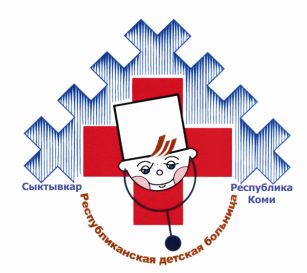 Сыктывкар
Республика
Коми
Республиканская детская больница